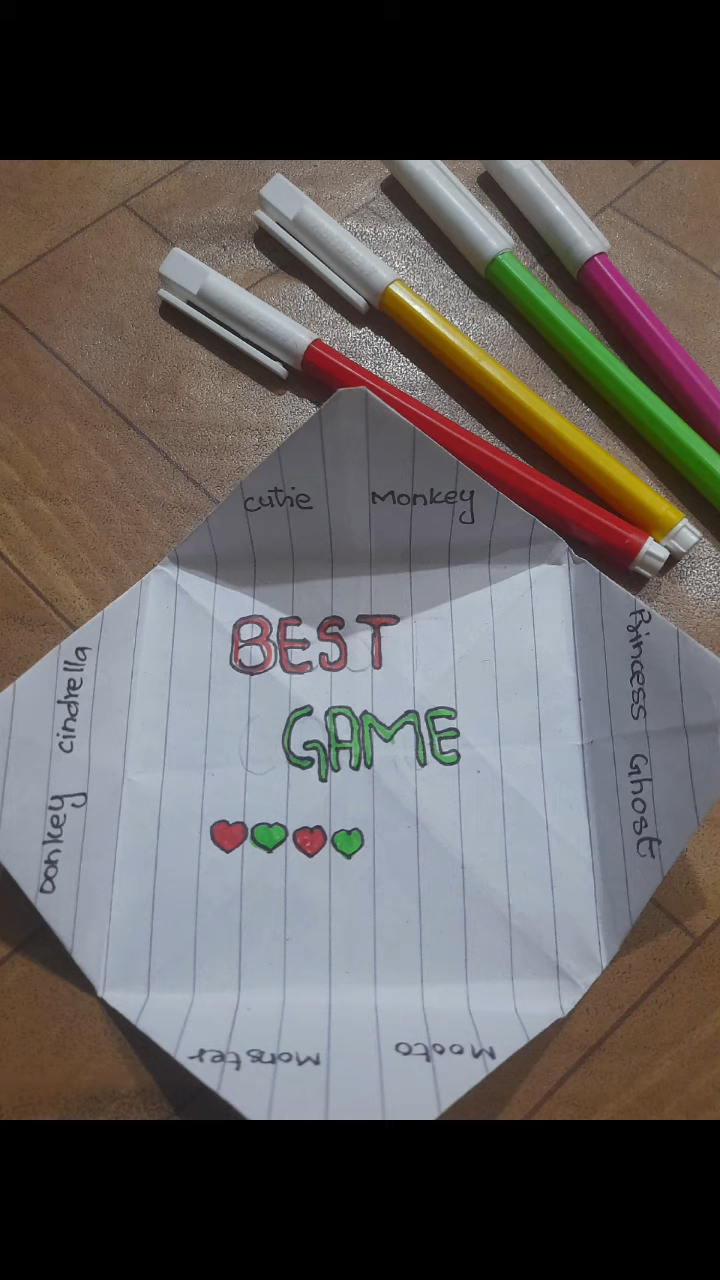 cutie Monkey
BEST
GAME
Donkey cindrella
Princess Ghost
Mooto Monster